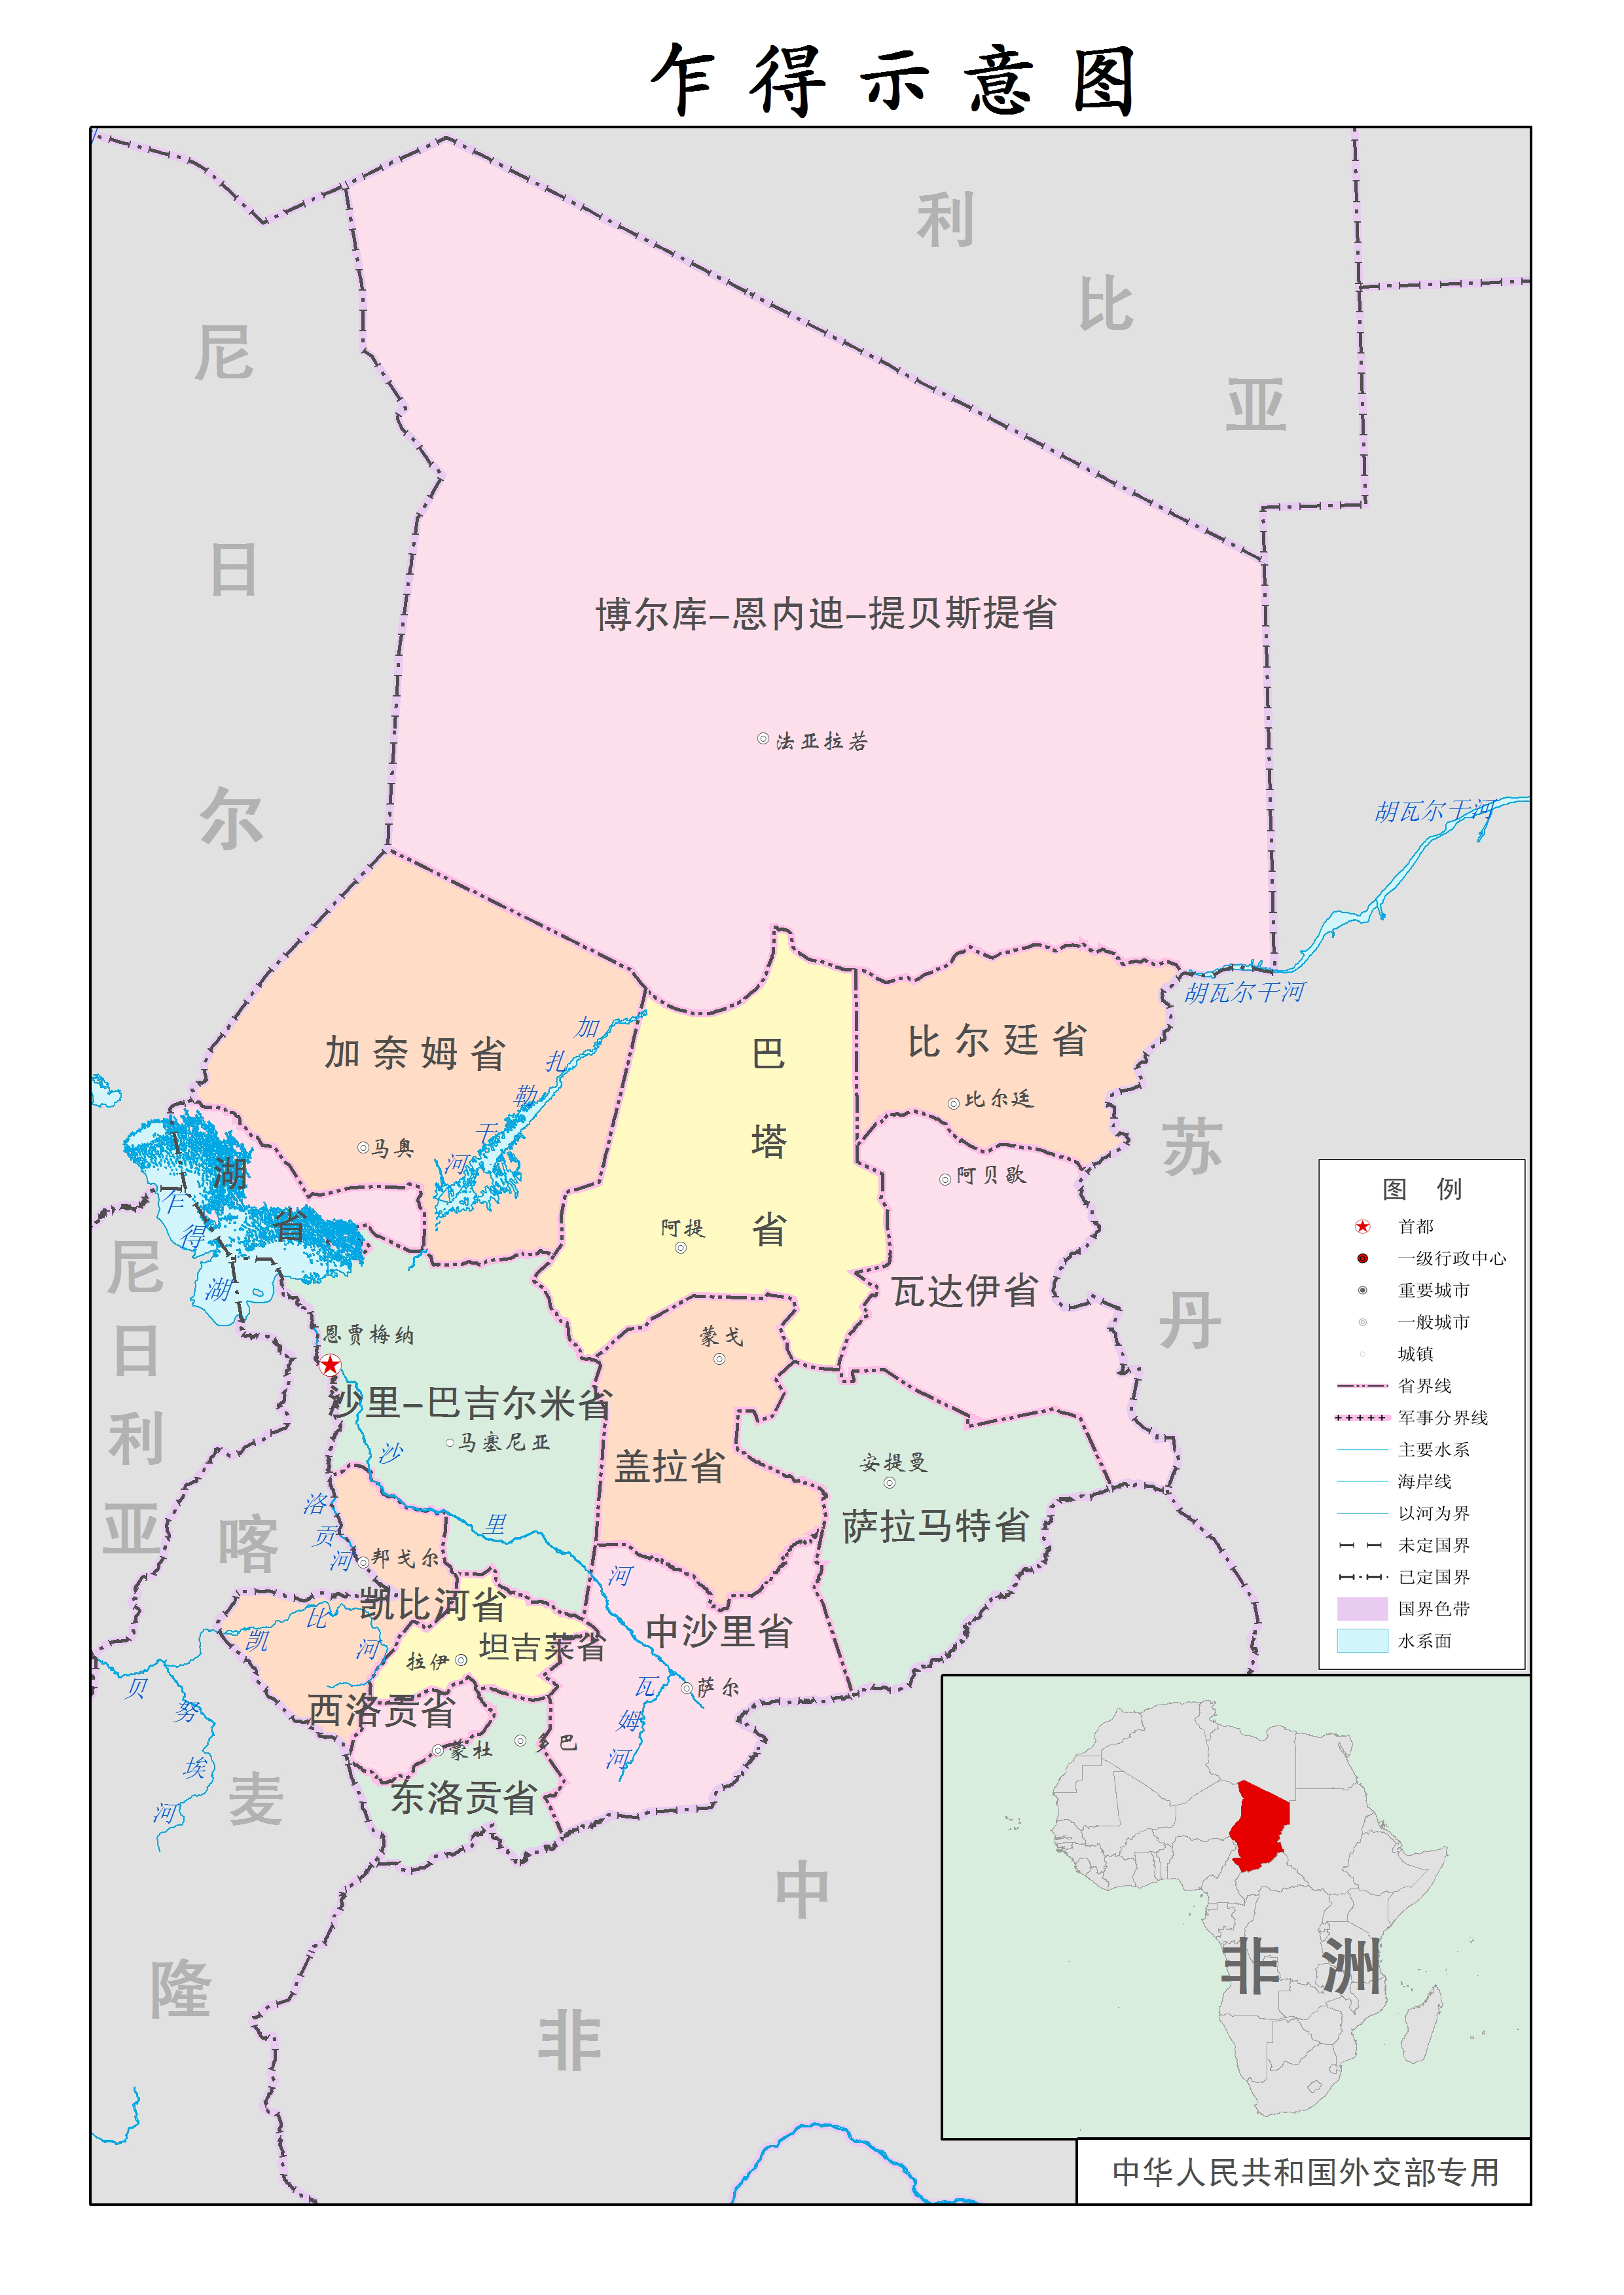 乍得示意图
利比亚
尼日尔
博尔库-恩内迪-提贝斯提省
法亚拉若
胡瓦尔干河
胡瓦尔干河
加奈姆省
加扎勒干河
马奥
巴塔省
阿提
比尔廷省
比尔廷
阿贝歇
瓦达伊省
苏丹
湖省
乍得湖
尼日利亚
恩贾梅纳
沙里-巴吉尔米省
马塞尼亚
沙里河
蒙戈
盖拉省
安提曼
萨拉马特省
洛贡河
邦戈尔
凯比河省
凯比河
坦吉莱省
拉伊
中沙里省
萨尔
瓦姆河
西洛贡省
蒙杜
多巴
东洛贡省
贝努埃河
喀麦隆
中非
图例
首都
一级行政中心
重要城市
一般城市
城镇
省界线
军事分界线
主要水系
海岸线
以河为界
未定国界
已定国界
国界色带
水系面
非洲
中华人民共和国外交部专用